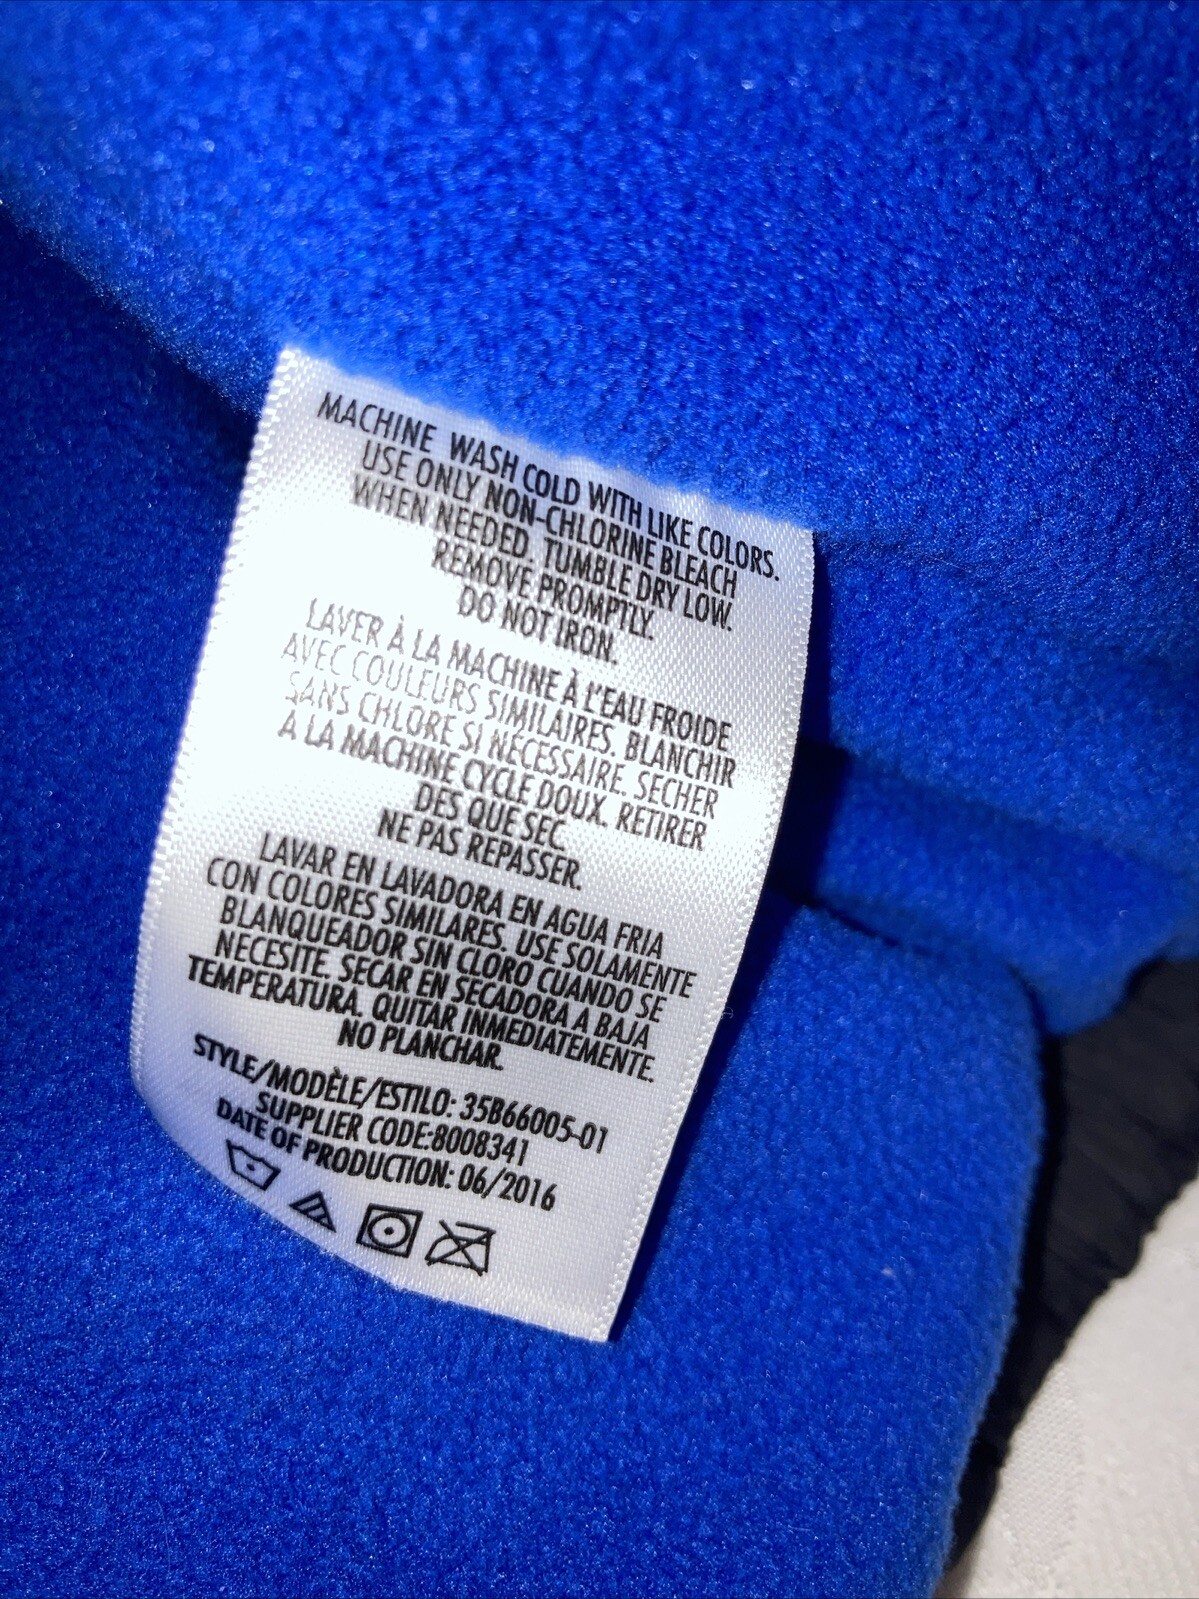 MACHINE WASH COLD WITH LIKE COLORS.
USE ONLY NON-CHLORINE BLEACH
WHEN NEEDED. TUMBLE DRY LOW.
REMOVE PROMPTLY.
DO NOT IRON.
LAVER À LA MACHINE À L'EAU FROIDE
AVEC COULEURS SIMILAIRES. BLANCHIR
SANS CHLORE SI NÉCESSAIRE. SECHER
À LA MACHINE CYCLE DOUX. RETIRER
DES QUE SEC.
NE PAS REPASSER.
LAVAR EN LAVADORA EN AGUA FRIA
CON COLORES SIMILARES. USE SOLAMENTE
BLANQUEADOR SIN CLORO CUANDO SE
NECESITE. SECAR EN SECADORA A BAJA
TEMPERATURA. QUITAR INMEDIATEMENTE.
NO PLANCHAR.
STYLE/MODÈLE/ESTILO: 35B66005-01
SUPPLIER CODE:8008341
DATE OF PRODUCTION: 06/2016